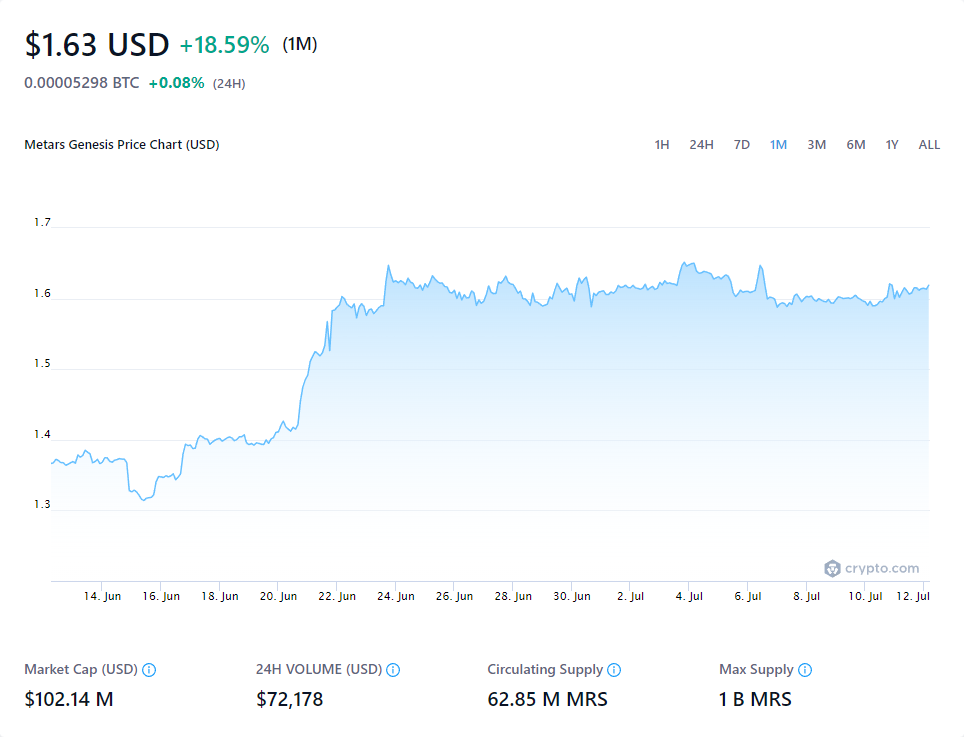 $1.63 USD +18.59% (1M)
0.00005298 BTC +0.08% (24H)
Metars Genesis Price Chart (USD) 1H 24H 7D 1M 3M 6M 1Y ALL
1.7
1.6
1.5
1.4
1.3
crypto.com
14. Jun 16. Jun 18. Jun 20. Jun 22. Jun 24. Jun 26. Jun 28. Jun 30. Jun 2. Jul 4. Jul 6. Jul 8. Jul 10. Jul 12. Jul
Market Cap (USD) 24H VOLUME (USD) Circulating Supply Max Supply
$102.14 M $72,178 62.85 M MRS 1 B MRS